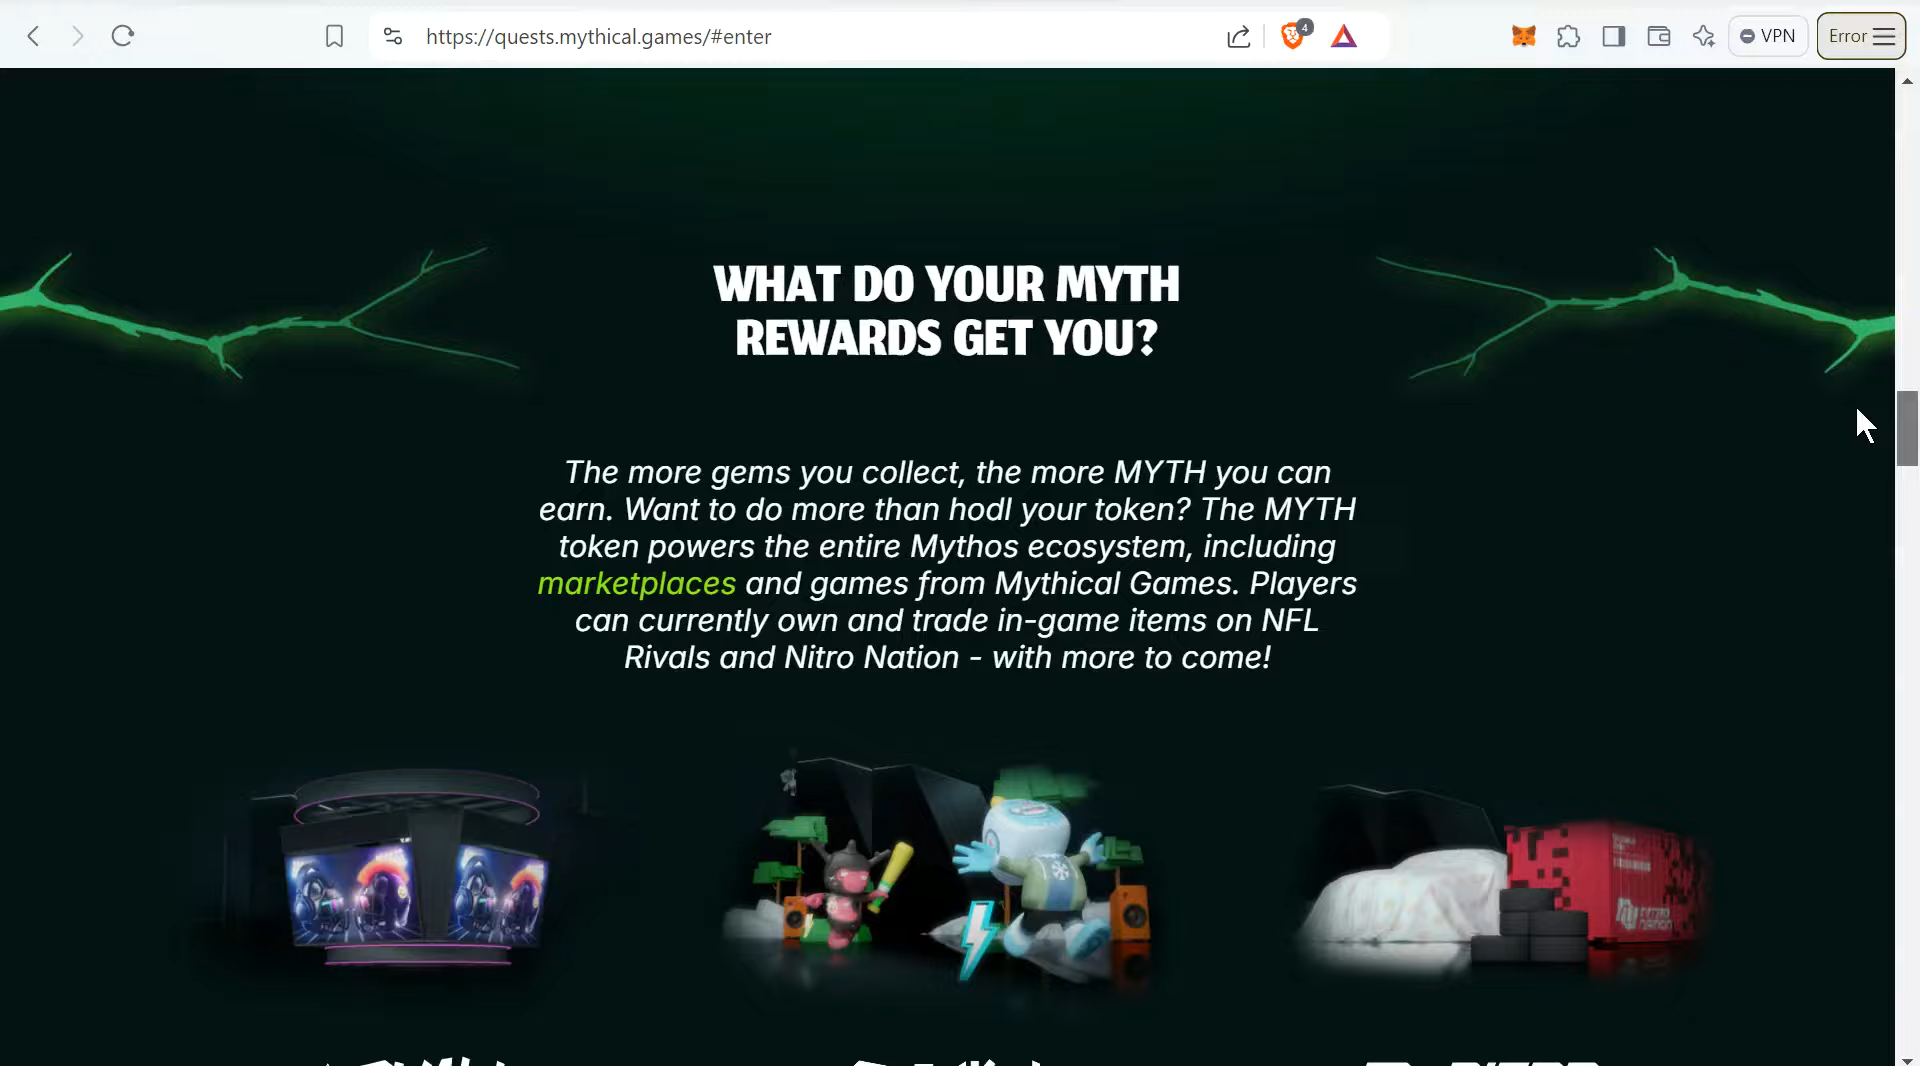 https://quests.mythical.games/#enter
4
VPN
Error
WHAT DO YOUR MYTH
REWARDS GET YOU?
The more gems you collect, the more MYTH you can
earn. Want to do more than hodl your token? The MYTH
token powers the entire Mythos ecosystem, including
marketplaces and games from Mythical Games. Players
can currently own and trade in-game items on NFL
Rivals and Nitro Nation - with more to come!